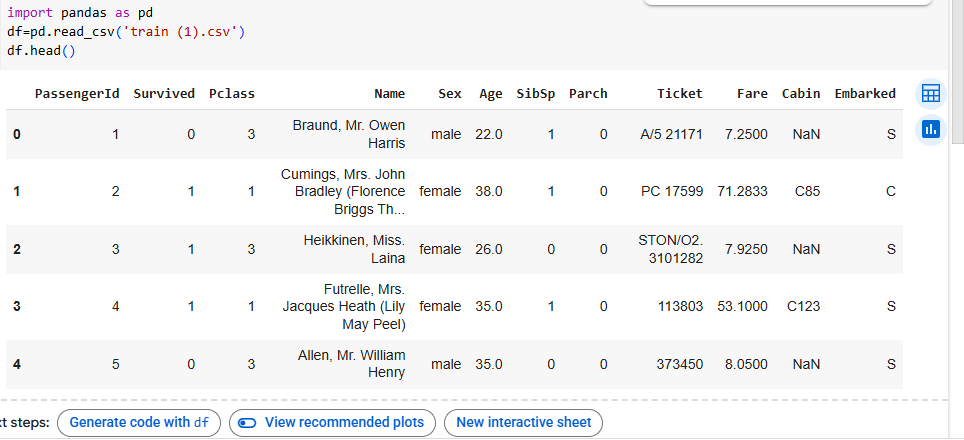 import pandas as pd
df=pd.read_csv('train (1).csv')
df.head()
PassengerId Survived Pclass Name Sex Age SibSp Parch Ticket Fare Cabin Embarked
0 1 0 3 Braund, Mr. Owen Harris male 22.0 1 0 A/5 21171 7.2500 NaN S
1 2 1 1 Cumings, Mrs. John Bradley (Florence Briggs Th... female 38.0 1 0 PC 17599 71.2833 C85 C
2 3 1 3 Heikkinen, Miss. Laina female 26.0 0 0 STON/O2. 3101282 7.9250 NaN S
3 4 1 1 Futrelle, Mrs. Jacques Heath (Lily May Peel) female 35.0 1 0 113803 53.1000 C123 S
4 5 0 3 Allen, Mr. William Henry male 35.0 0 0 373450 8.0500 NaN S
t steps: Generate code with df View recommended plots New interactive sheet